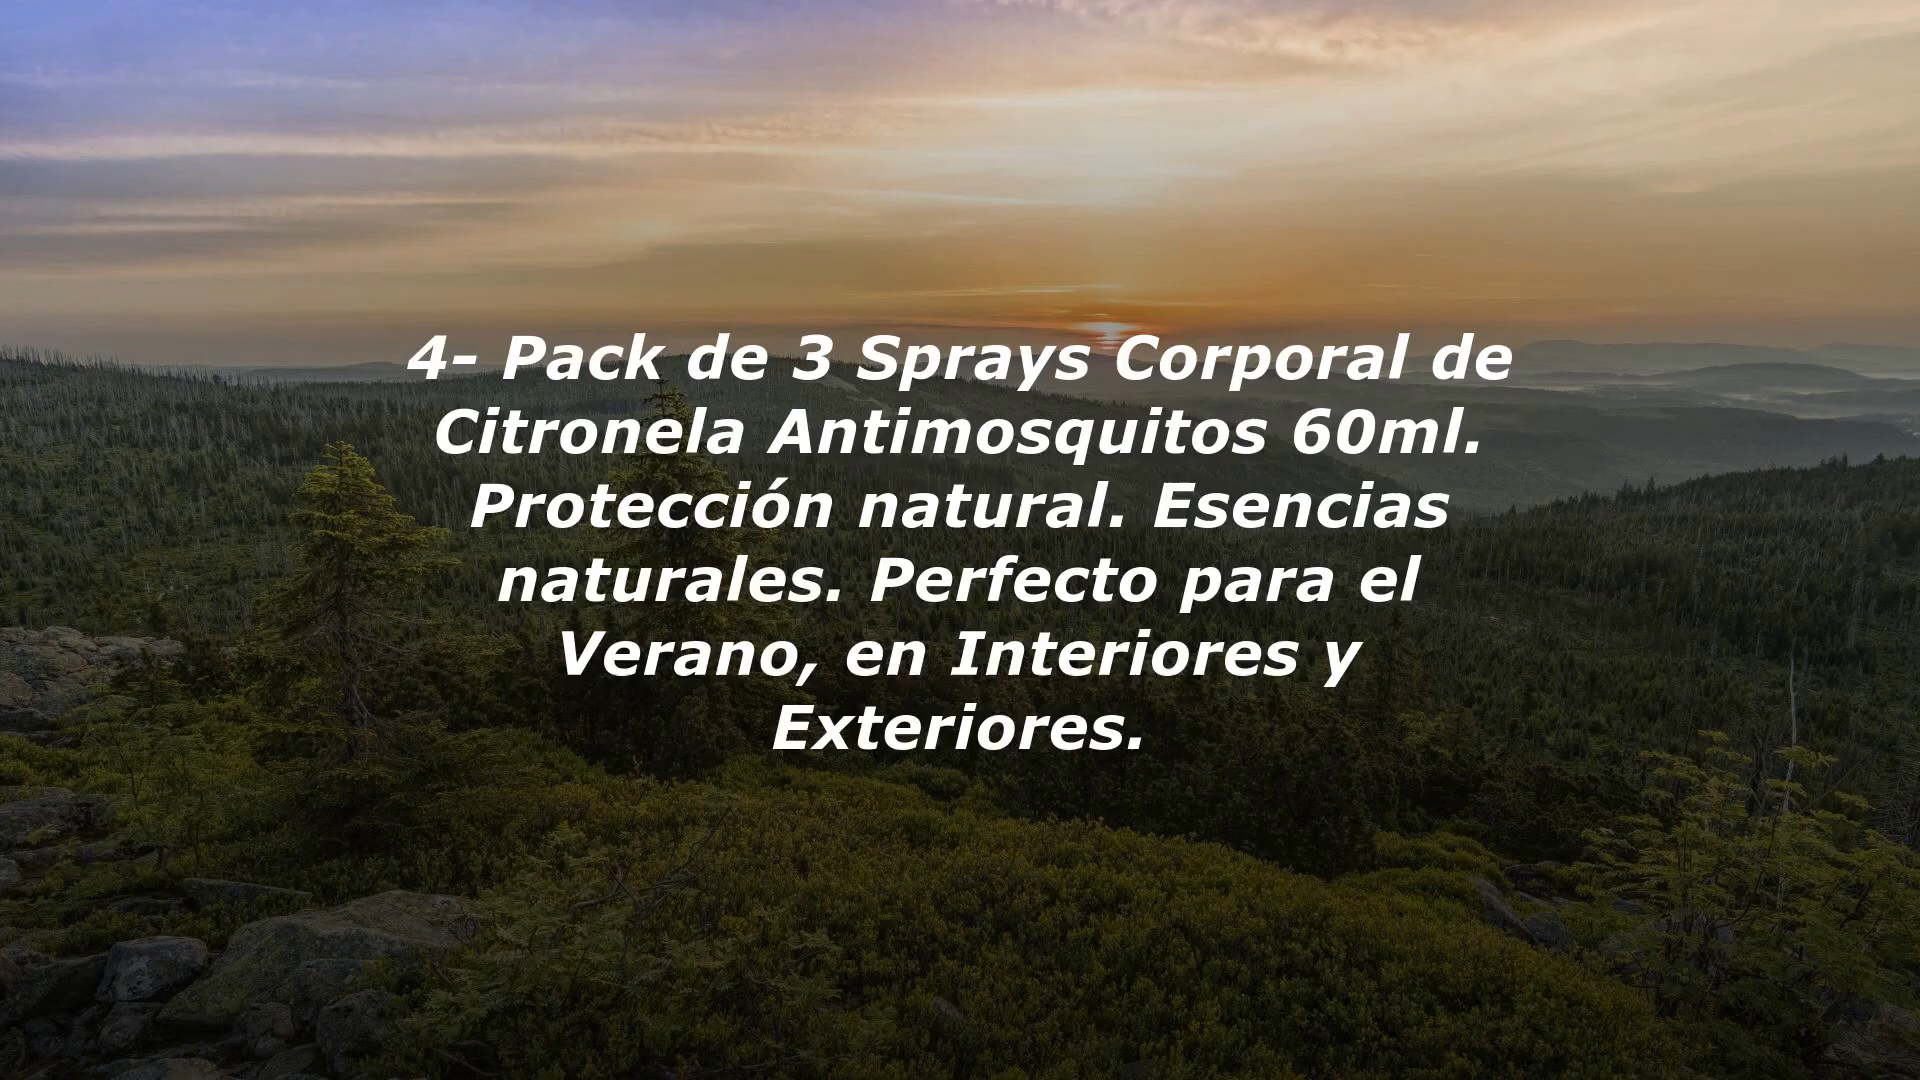 4- Pack de 3 Sprays Corporal de
Citronela Antimosquitos 60ml.
Protección natural. Esencias
naturales. Perfecto para el
Verano, en Interiores y
Exteriores.